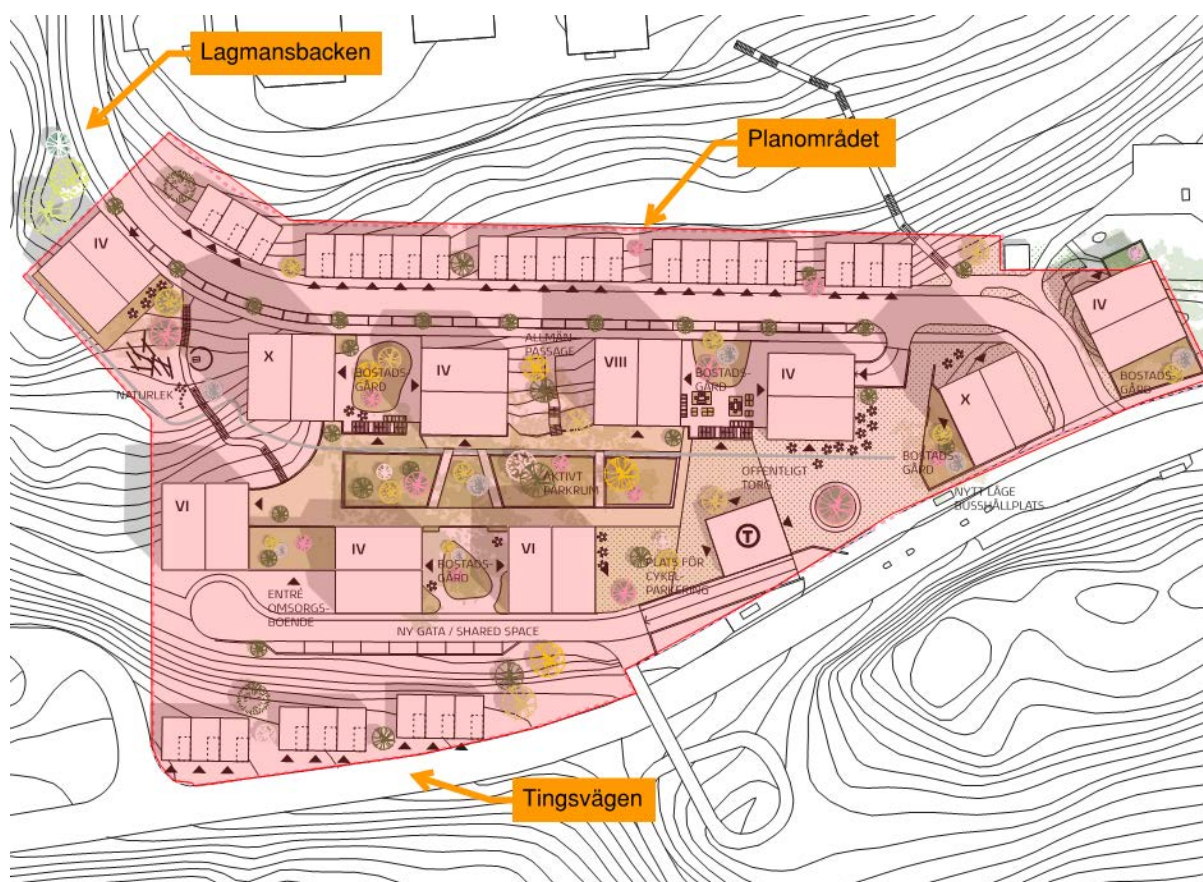 Lagmansbacken
Planområdet
IV
IV
X
BOSTADS-
GÅRD
IV
ALLMÄN
PASSAGE
VIII
BOSTADS-
GÅRD
IV
X
BOSTADS-
GÅRD
NATURLEK
BOSTADS-
GÅRD
AKTIVT
PARKRUM
OFFENTLIGT
TORG
NYTT LÄGE
BUSSHÅLLPLATS
VI
IV
BOSTADS-
GÅRD
VI
T
PLATS FÖR
CYKEL-
PARKERING
ENTRÉ
OMSORGS-
BOENDE
NY GATA / SHARED SPACE
Tingsvägen